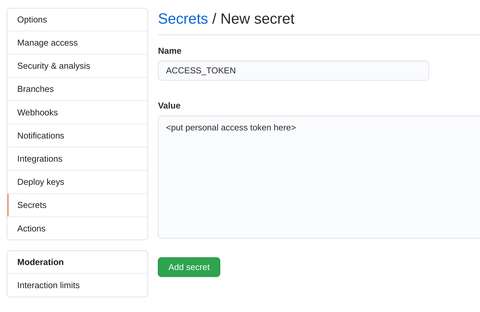 Options
Manage access
Security & analysis
Branches
Webhooks
Notifications
Integrations
Deploy keys
Secrets
Actions
Moderation
Interaction limits
Secrets / New secret
Name
ACCESS_TOKEN
Value
<put personal access token here>
Add secret